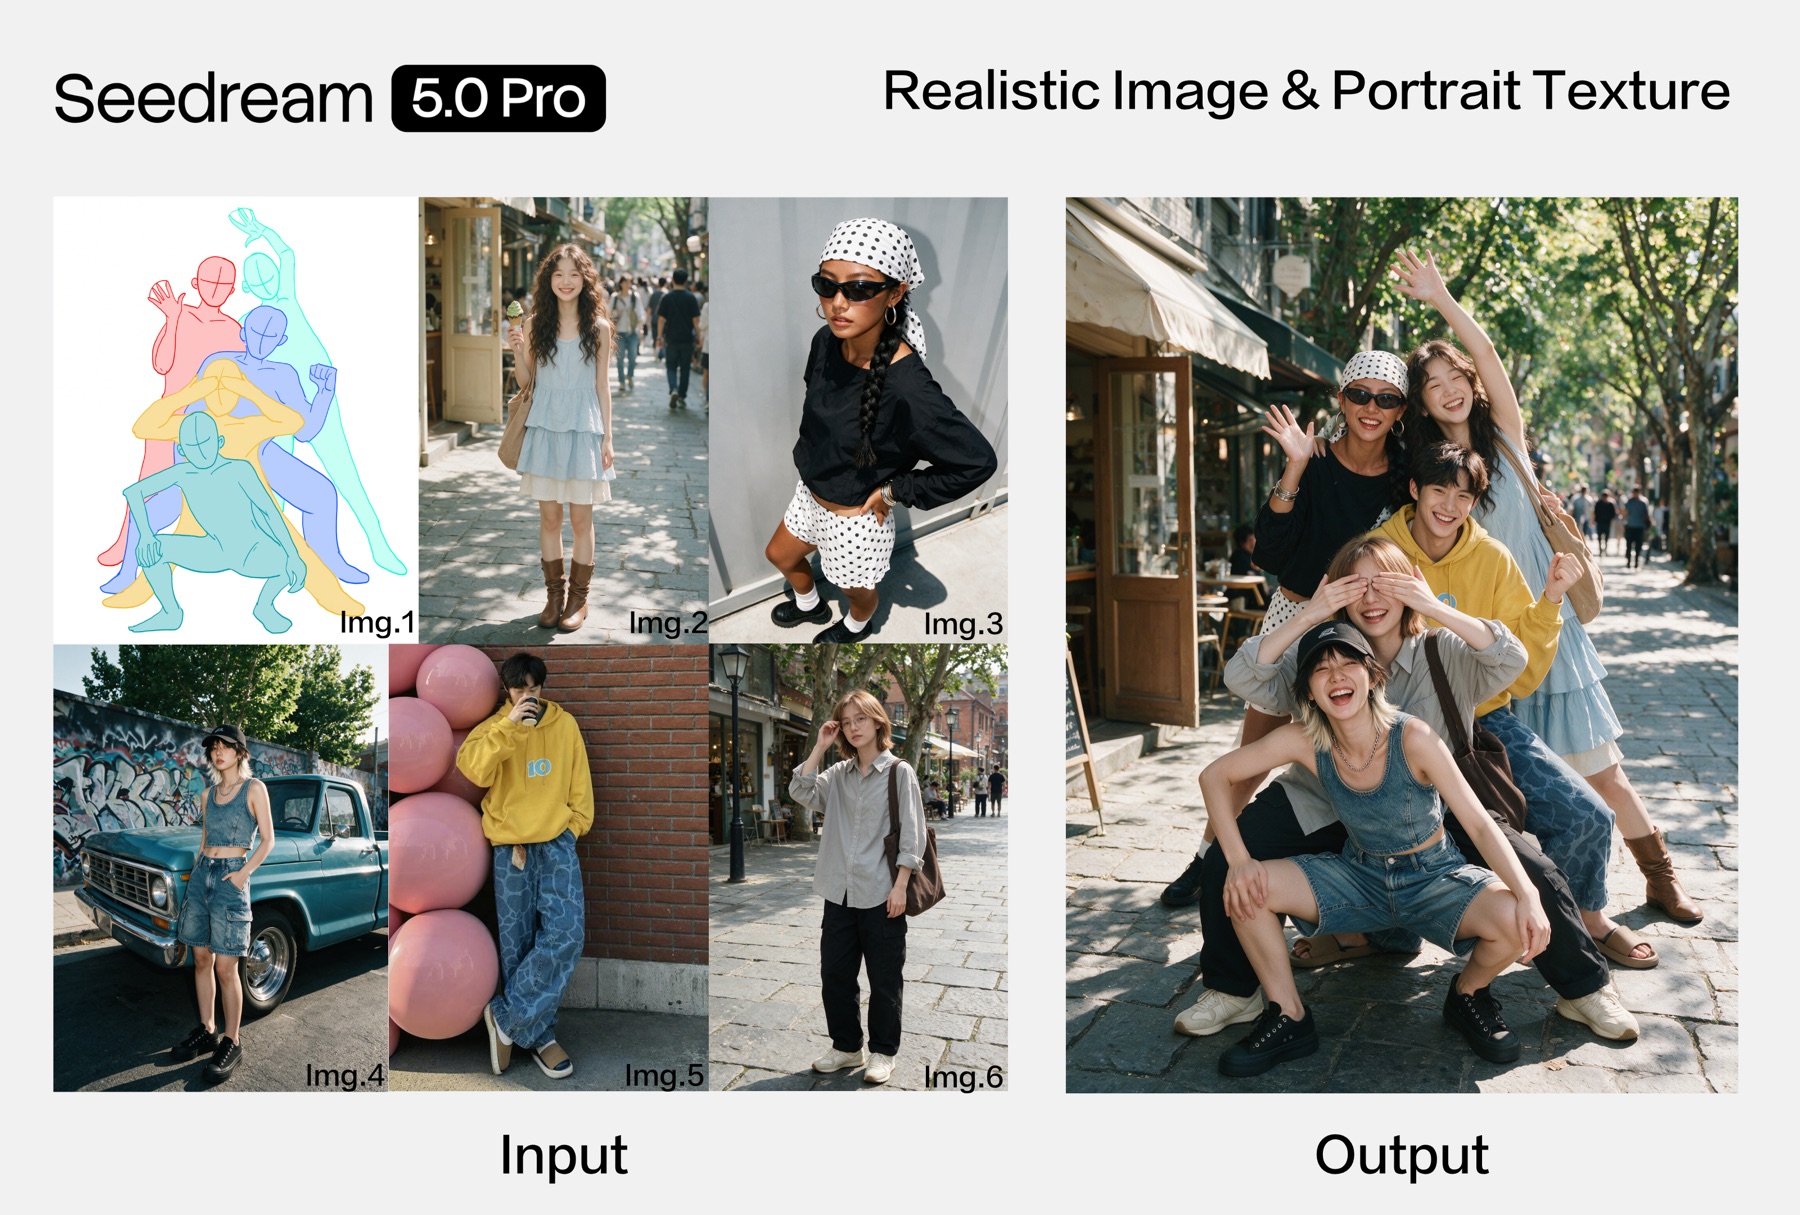 Seedream 5.0 Pro
Realistic Image & Portrait Texture
Img.1
Img.2
Img.3
Img.4
IO
Img.5
Img.6
Input
Output